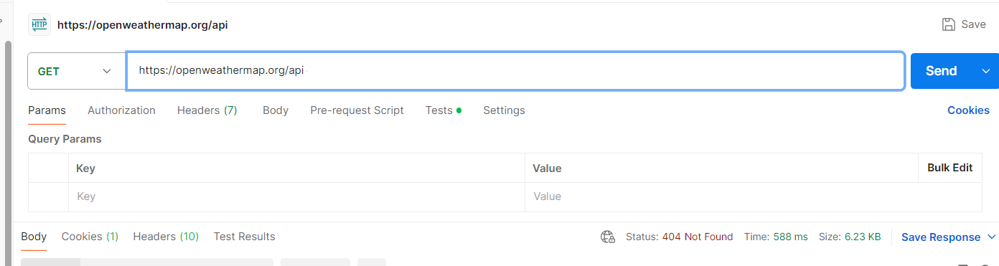 HTTP https://openweathermap.org/api Save
GET https://openweathermap.org/api Send
Params Authorization Headers (7) Body Pre-request Script Tests Settings Cookies
Query Params
Key Value Bulk Edit
Key Value
Body Cookies (1) Headers (10) Test Results Status: 404 Not Found Time: 588 ms Size: 6.23 KB Save Response